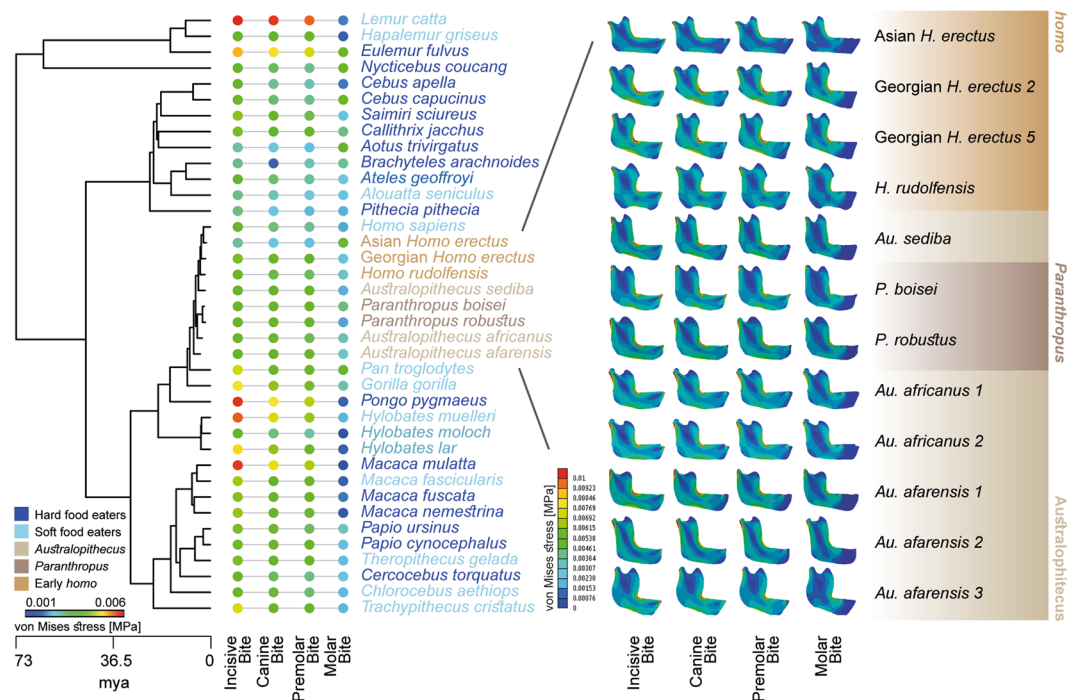 Lemur catta
Hapalemur griseus
Eulemur fulvus
Nycticebus coucang
Cebus apella
Cebus capucinus
Saimiri sciureus
Callithrix jacchus
Aotus trivirgatus
Brachyteles arachnoides
Ateles geoffroyi
Alouatta seniculus
Pithecia pithecia
Homo sapiens
Asian Homo erectus
Georgian Homo erectus
Homo rudolfensis
Australopithecus sediba
Paranthropus boisei
Paranthropus robustus
Australopithecus africanus
Australopithecus afarensis
Pan troglodytes
Gorilla gorilla
Pongo pygmaeus
Hylobates muelleri
Hylobates moloch
Hylobates lar
Macaca mulatta
Macaca fascicularis
Macaca fuscata
Macaca nemestrina
Papio ursinus
Papio cynocephalus
Theropithecus gelada
Cercocebus torquatus
Chlorocebus aethiops
Trachypithecus cristatus
Hard food eaters
Soft food eaters
Australopithecus
Paranthropus
Early homo
0.001 0.006
von Mises stress [MPa]
73 36.5 0
mya
Incisive
Bite
Canine
Bite
Premolar
Bite
Molar
Bite
von Mises stress [MPa]
0.01
0.00923
0.00846
0.00769
0.00692
0.00615
0.00538
0.00461
0.00384
0.00307
0.00230
0.00153
0.00076
0
Incisive
Bite
Canine
Bite
Premolar
Bite
Molar
Bite
Asian H. erectus
Georgian H. erectus 2
Georgian H. erectus 5
H. rudolfensis
Au. sediba
P. boisei
P. robustus
Au. africanus 1
Au. africanus 2
Au. afarensis 1
Au. afarensis 2
Au. afarensis 3
homo
Paranthropus
Australophitecus